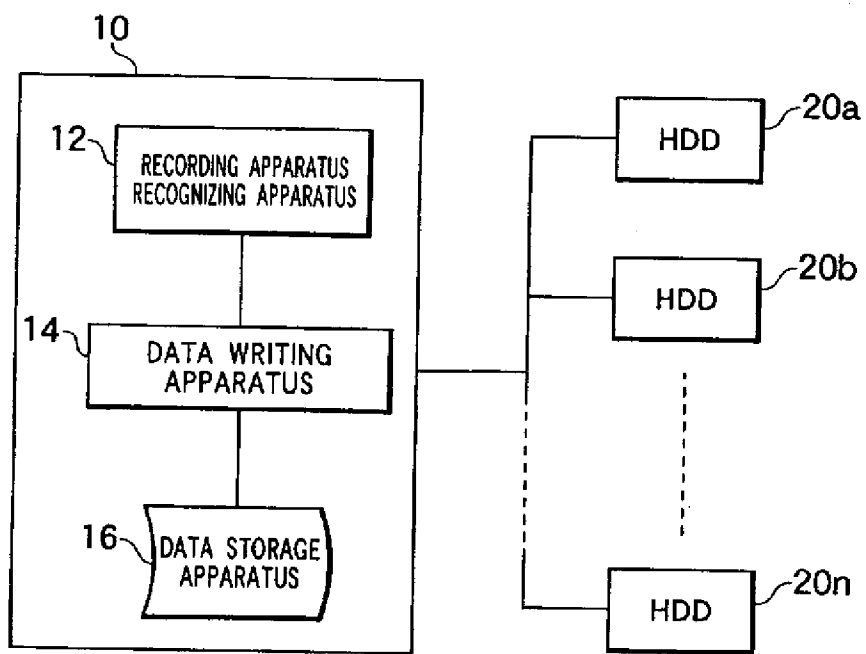 10
12
RECORDING APPARATUS
RECOGNIZING APPARATUS
14
DATA WRITING
APPARATUS
16
DATA STORAGE
APPARATUS
HDD
20a
HDD
20b
HDD
20n